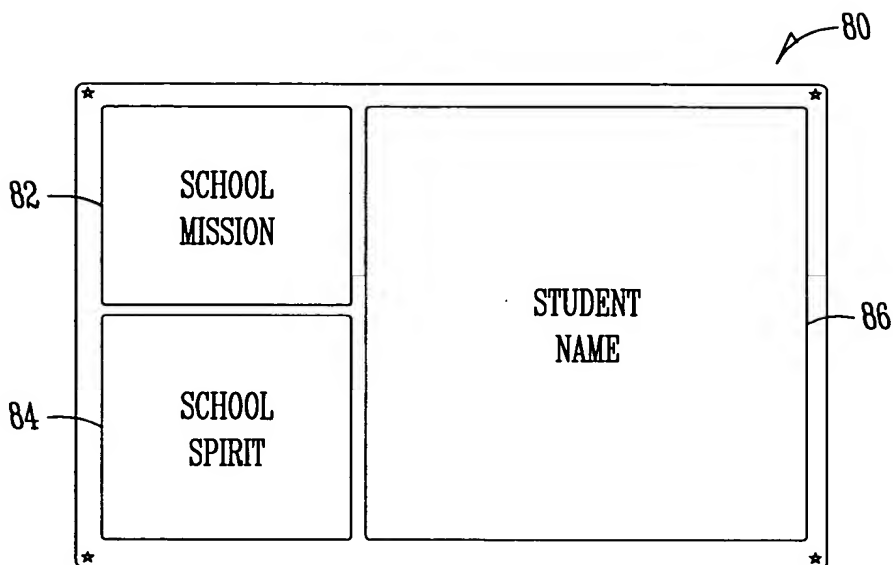 80
82
SCHOOL
MISSION
STUDENT
NAME
86
84
SCHOOL
SPIRIT